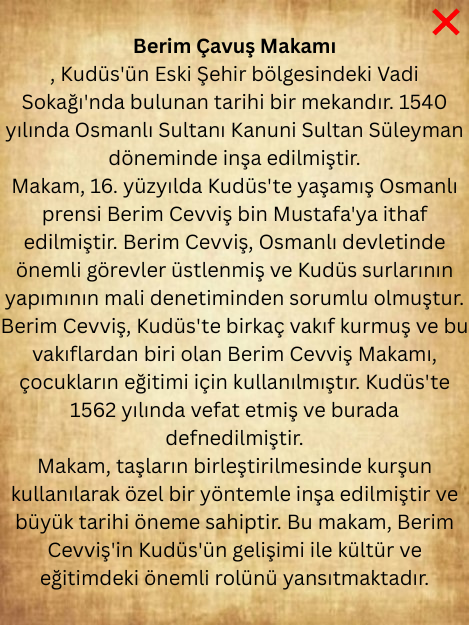 Berim Çavuş Makamı
, Kudüs'ün Eski Şehir bölgesindeki Vadi
Sokağı'nda bulunan tarihi bir mekandır. 1540
yılında Osmanlı Sultanı Kanuni Sultan Süleyman
döneminde inşa edilmiştir.
Makam, 16. yüzyılda Kudüs'te yaşamış Osmanlı
prensi Berim Cevviş bin Mustafa'ya ithaf
edilmiştir. Berim Cevviş, Osmanlı devletinde
önemli görevler üstlenmiş ve Kudüs surlarının
yapımının mali denetiminden sorumlu olmuştur.
Berim Cevviş, Kudüs'te birkaç vakıf kurmuş ve bu
vakıflardan biri olan Berim Cevviş Makamı,
çocukların eğitimi için kullanılmıştır. Kudüs'te
1562 yılında vefat etmiş ve burada
defnedilmiştir.
Makam, taşların birleştirilmesinde kurşun
kullanılarak özel bir yöntemle inşa edilmiştir ve
büyük tarihi öneme sahiptir. Bu makam, Berim
Cevviş'in Kudüs'ün gelişimi ile kültür ve
eğitimdeki önemli rolünü yansıtmaktadır.